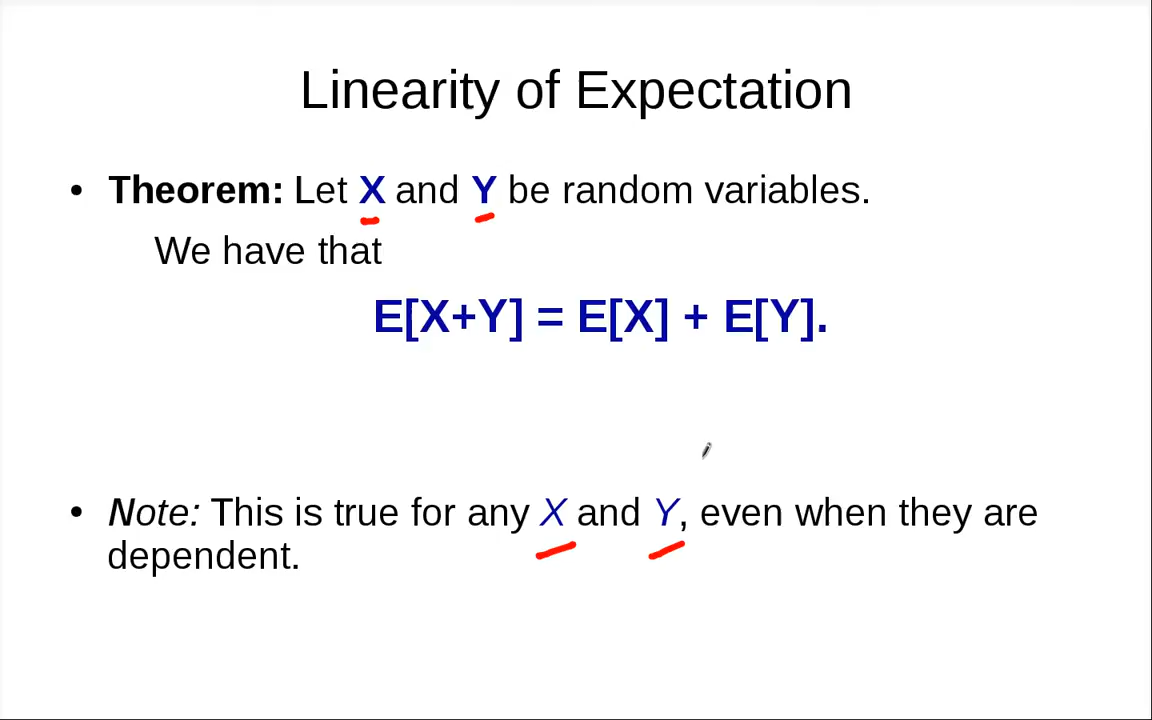 Linearity of Expectation
• Theorem: Let X and Y be random variables.
We have that
E[X+Y] = E[X] + E[Y].
• Note: This is true for any X and Y, even when they are
dependent.